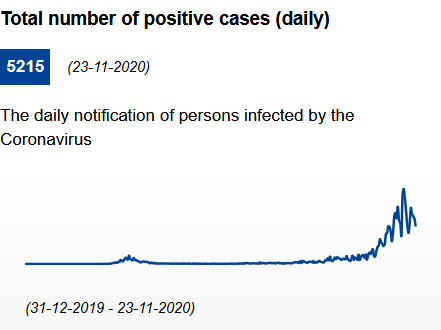 Total number of positive cases (daily)
5215 (23-11-2020)
The daily notification of persons infected by the
Coronavirus
(31-12-2019 - 23-11-2020)